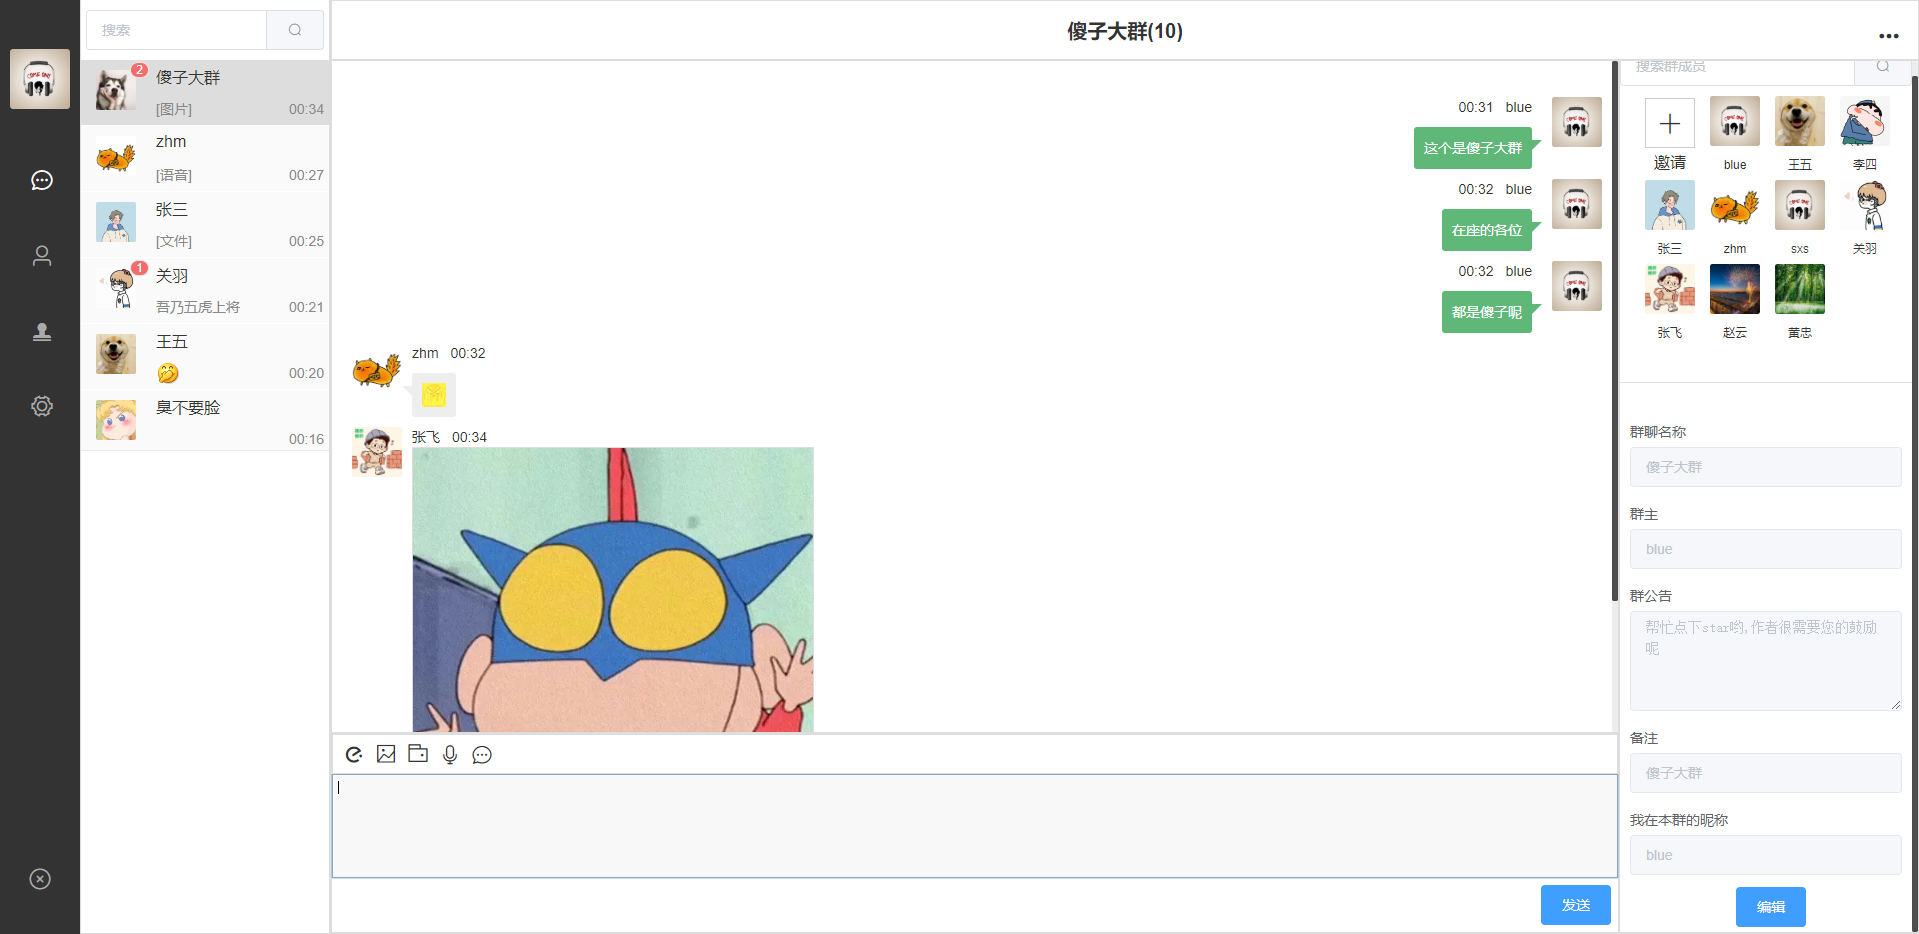 搜索
2
傻子大群
[图片]
00:34
zhm
[语音]
00:27
张三
[文件]
00:25
1
关羽
吾乃五虎上将
00:21
王五
00:20
臭不要脸
00:16
傻子大群(10)
00:31 blue
这个是傻子大群
00:32 blue
在座的各位
00:32 blue
都是傻子呢
zhm 00:32
张飞 00:34
发送
搜索群成员
邀请
blue
王五
李四
张三
zhm
sxs
关羽
张飞
赵云
黄忠
群聊名称
傻子大群
群主
blue
群公告
帮忙点下star哟,作者很需要您的鼓励
呢
备注
傻子大群
我在本群的昵称
blue
编辑